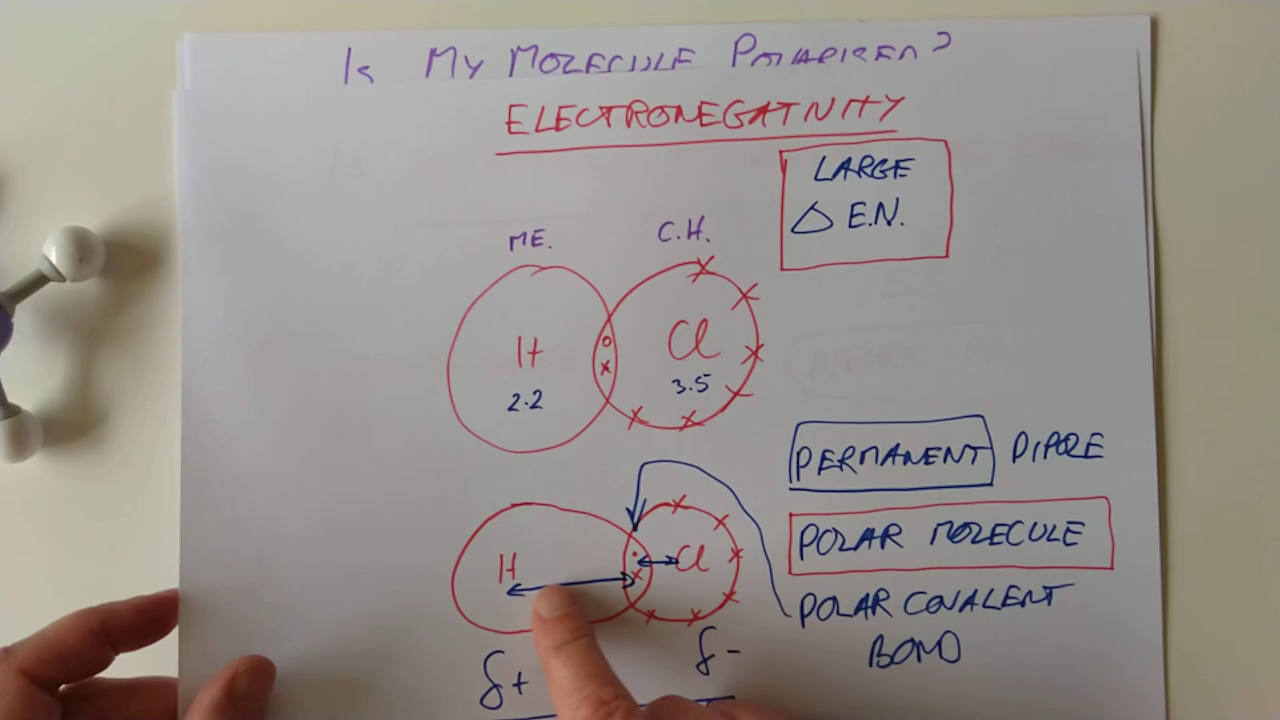 Is My MOLECULE POLARISED?
ELECTRONEGATIVITY
LARGE
△ E.N.
ME.
C.H.
H
Cl
2.2
3.5
PERMANENT DIPOLE
POLAR MOLECULE
H
Cl
POLAR COVALENT
BOND
δ+
δ-